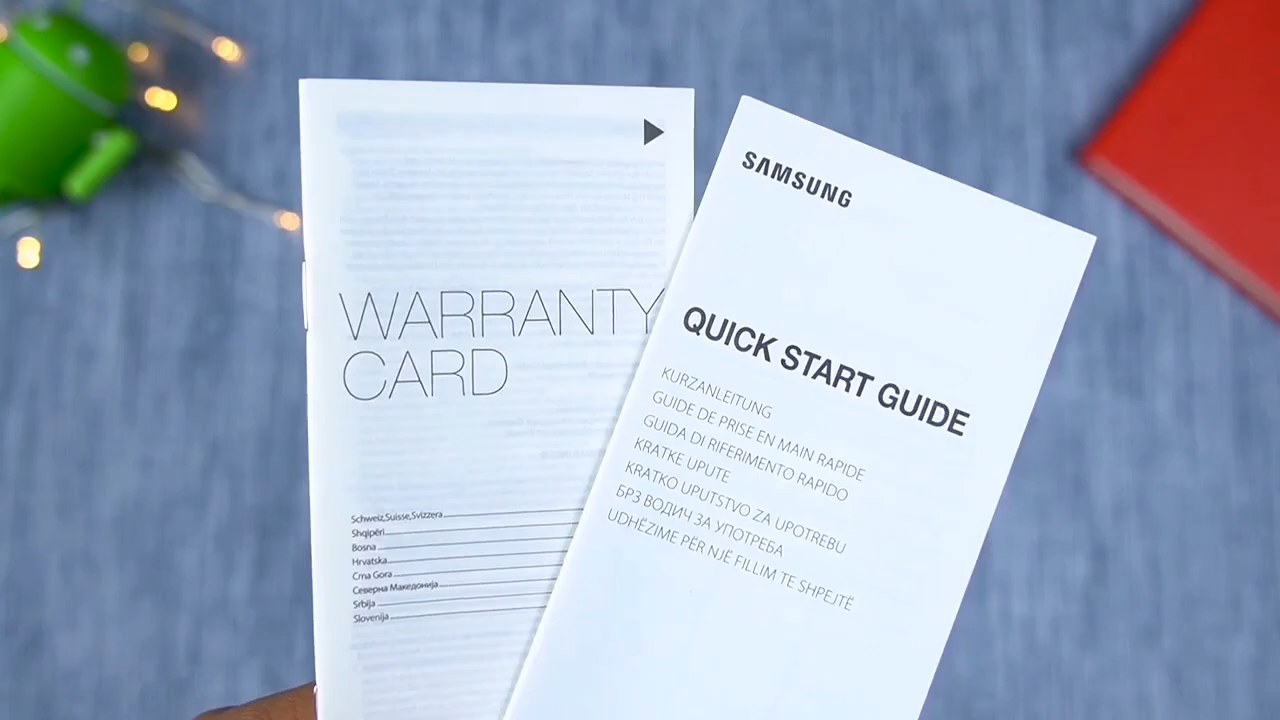 WARRANTY
CARD
Schweiz,Suisse,Svizzera
Shqipëri
Bosna
Hrvatska
Crna Gora
Северна Македонија
Srbija
Slovenija
SAMSUNG
QUICK START GUIDE
KURZANLEITUNG
GUIDE DE PRISE EN MAIN RAPIDE
GUIDA DI RIFERIMENTO RAPIDO
KRATKE UPUTE
KRATKO UPUTSTVO ZA UPOTREBU
БРЗ ВОДИЧ ЗА УПОТРЕБА
UDHËZIME PËR NJË FILLIM TE SHPEJTË